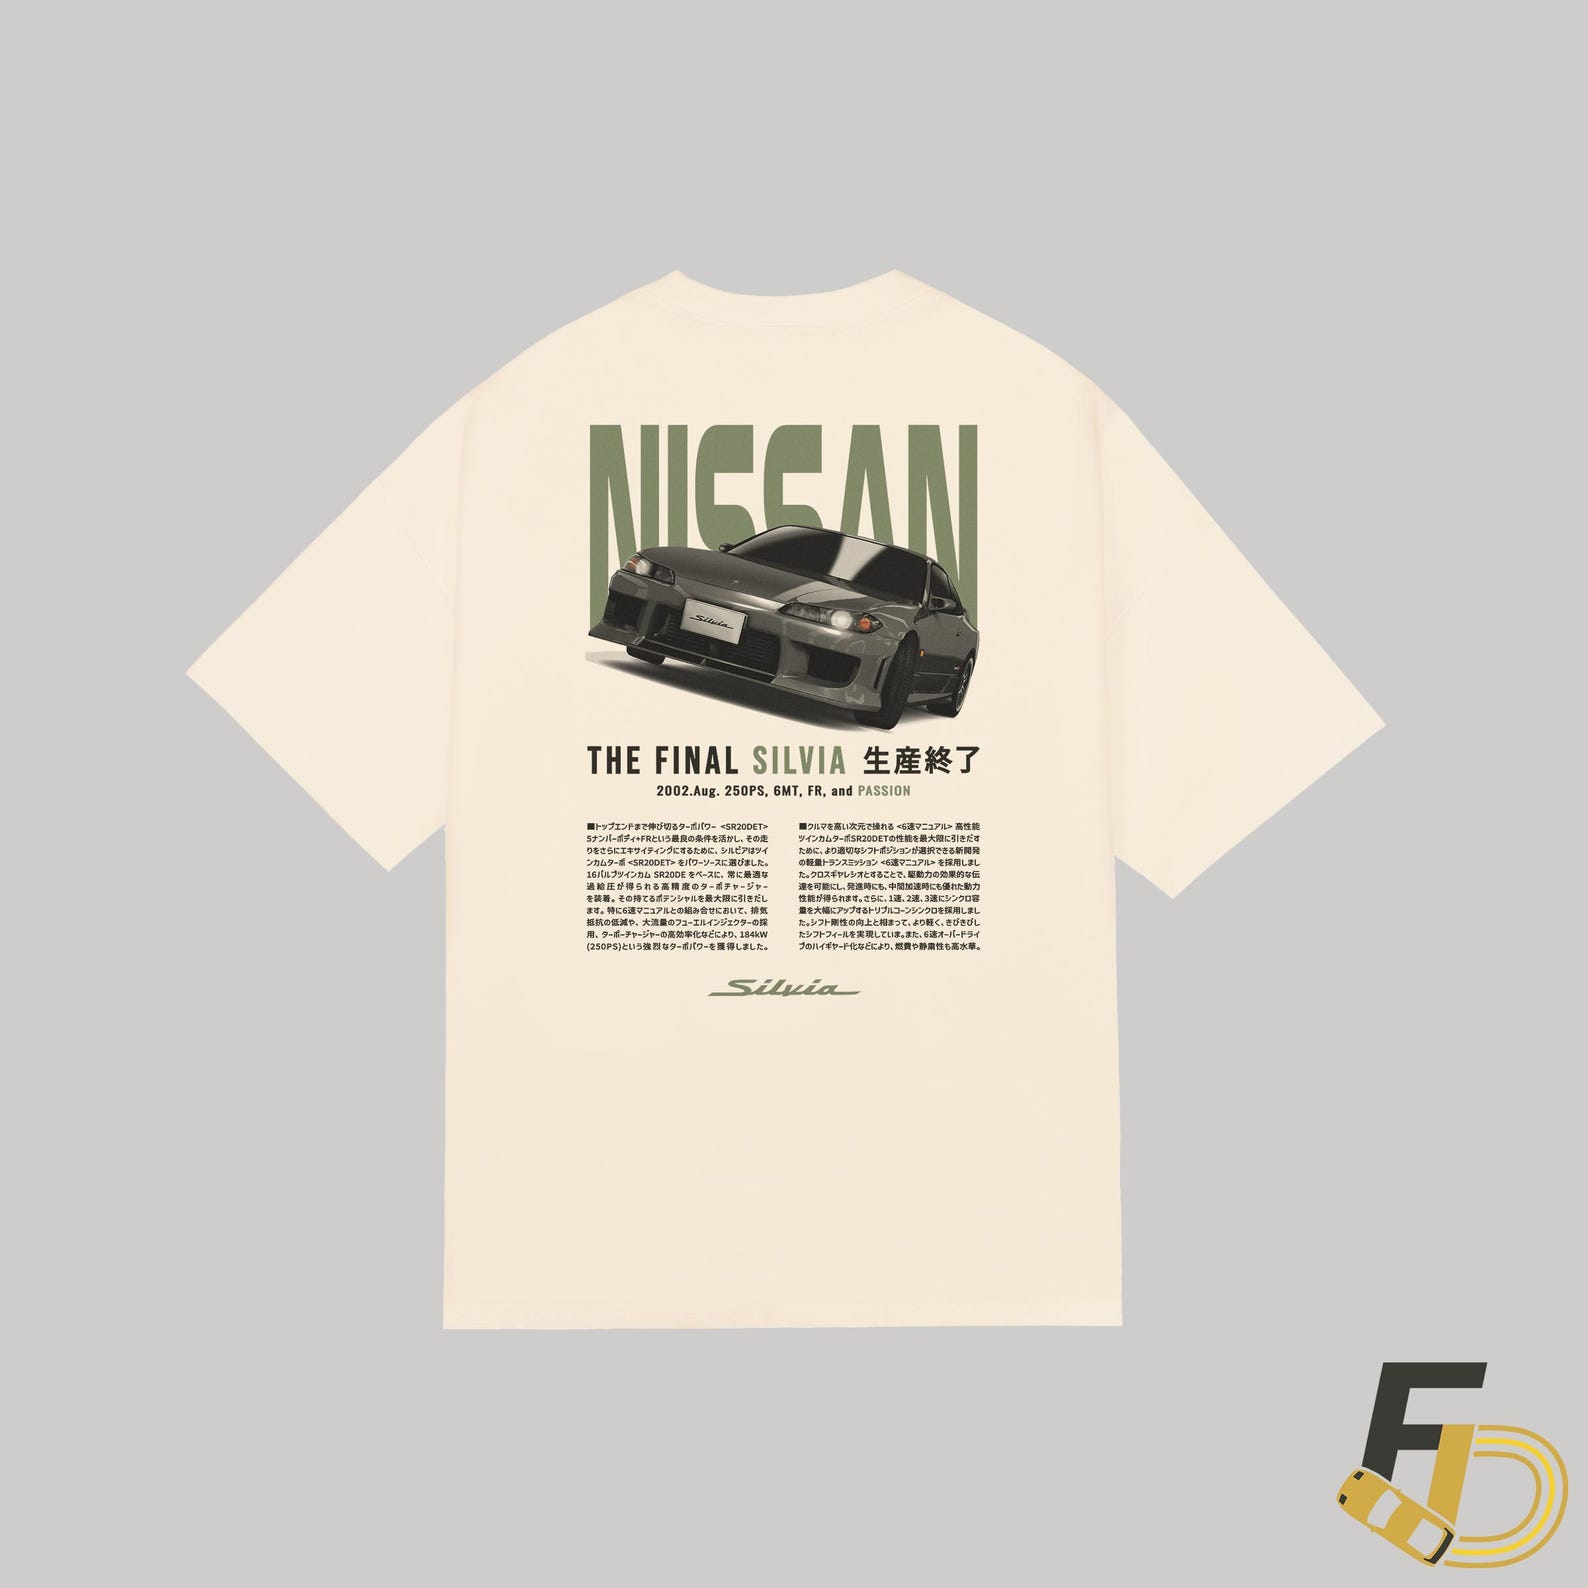 NISSAN
Silvia
THE FINAL SILVIA 生産終了
2002.Aug. 250PS, 6MT, FR, and PASSION
■トップエンドまで伸び切るターボパワー <SR20DET>
5ナンバーボディ+FRという最良の条件を活かし、その走
りをさらにエキサイティングにするために、シルビアはツイ
ンカムターボ <SR20DET> をパワーソースに選びました。
16バルブツインカム SR20DE をベースに、常に最適な
過給圧が得られる高精度のターボチャージャー
を装着。その持てるポテンシャルを最大限に引きだし
ます。特に6速マニュアルとの組み合せにおいて、排気
抵抗の低減や、大流量のフューエルインジェクターの採
用、ターボーチャージャーの高効率化などにより、184kW
(250PS)という強烈なターボパワーを獲得しました。
■クルマを高い次元で操れる <6速マニュアル> 高性能
ツインカムターボSR20DETの性能を最大限に引きだす
ために、より適切なシフトポジションが選択できる新開発
の軽量トランスミッション <6速マニュアル> を採用しまし
た。クロスギヤレシオとすることで、駆動力の効果的な伝
達を可能にし、発進時にも、中間加速時にも優れた動力
性能が得られます。さらに、1速、2速、3速にシンクロ容
量を大幅にアップするトリプルコーンシンクロを採用しまし
た。シフト剛性の向上と相まって、より軽く、きびきびし
たシフトフィールを実現しています。また、6速オーバードライ
ブのハイギヤード化などにより、燃費や静粛性も高水準。
Silvia
FD